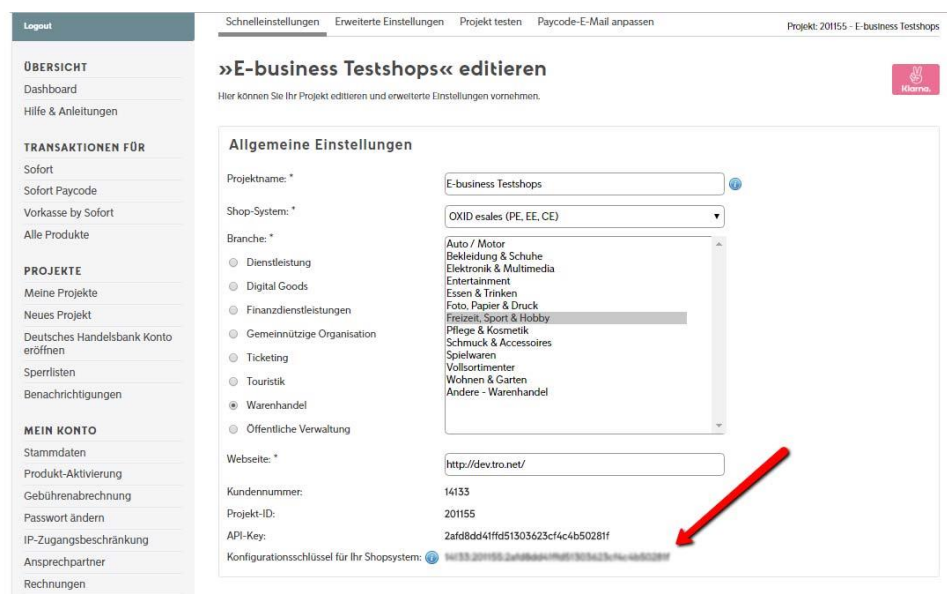 Logout
Schnelleinstellungen Erweiterte Einstellungen Projekt testen Paycode-E-Mail anpassen
Projekt: 201155 - E-business Testshops
ÜBERSICHT
Dashboard
Hilfe & Anleitungen
TRANSAKTIONEN FÜR
Sofort
Sofort Paycode
Vorkasse by Sofort
Alle Produkte
PROJEKTE
Meine Projekte
Neues Projekt
Deutsches Handelsbank Konto
eröffnen
Sperrlisten
Benachrichtigungen
MEIN KONTO
Stammdaten
Produkt-Aktivierung
Gebührenabrechnung
Passwort ändern
IP-Zugangsbeschränkung
Ansprechpartner
Rechnungen
»E-business Testshops« editieren
Hier können Sie Ihr Projekt editieren und erweiterte Einstellungen vornehmen.
Klarna.
Allgemeine Einstellungen
Projektname: * E-business Testshops
Shop-System: * OXID esales (PE, EE, CE)
Branche: *
Dienstleistung
Digital Goods
Finanzdienstleistungen
Gemeinnützige Organisation
Ticketing
Touristik
Warenhandel
Öffentliche Verwaltung
Auto / Motor
Bekleidung & Schuhe
Elektronik & Multimedia
Entertainment
Essen & Trinken
Foto, Papier & Druck
Freizeit, Sport & Hobby
Pflege & Kosmetik
Schmuck & Accessoires
Spielwaren
Vollsortimenter
Wohnen & Garten
Andere - Warenhandel
Webseite: * http://dev.tro.net/
Kundennummer: 14133
Projekt-ID: 201155
API-Key: 2afd8dd41ffd51303623cf4c4b50281f
Konfigurationsschlüssel für Ihr Shopsystem: